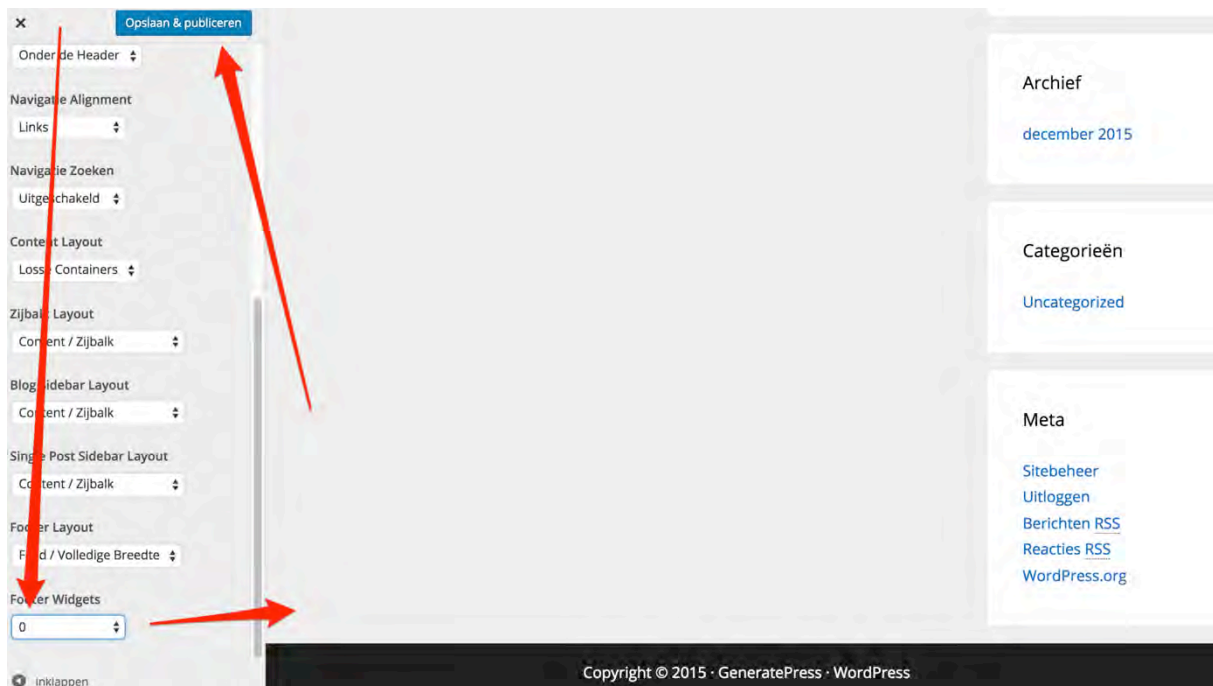 ×
Opslaan & publiceren
Onder de Header
Navigatie Alignment
Links
Navigatie Zoeken
Uitgeschakeld
Content Layout
Losse Containers
Zijbalk Layout
Content / Zijbalk
Blog Sidebar Layout
Content / Zijbalk
Single Post Sidebar Layout
Content / Zijbalk
Footer Layout
Fluid / Volledige Breedte
Footer Widgets
0
inklappen
Archief
december 2015
Categorieën
Uncategorized
Meta
Sitebeheer
Uitloggen
Berichten RSS
Reacties RSS
WordPress.org
Copyright © 2015 · GeneratePress · WordPress